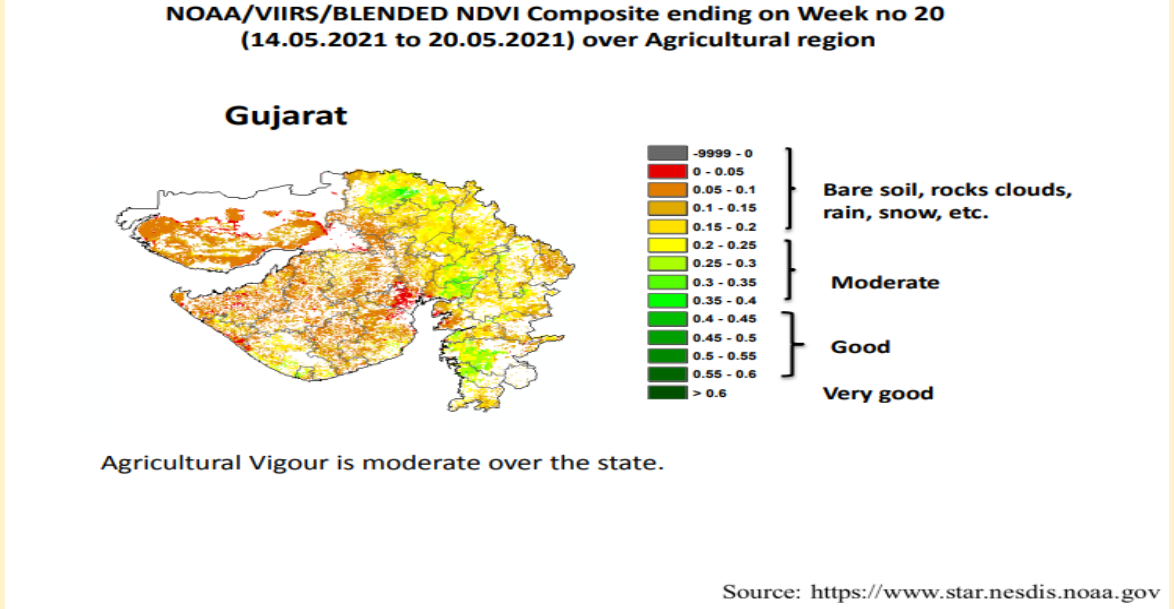 NOAA/VIIRS/BLENDED NDVI Composite ending on Week no 20
(14.05.2021 to 20.05.2021) over Agricultural region
Gujarat
-9999 - 0
0 - 0.05
0.05 - 0.1
0.1 - 0.15
0.15 - 0.2
0.2 - 0.25
0.25 - 0.3
0.3 - 0.35
0.35 - 0.4
0.4 - 0.45
0.45 - 0.5
0.5 - 0.55
0.55 - 0.6
> 0.6
Bare soil, rocks clouds,
rain, snow, etc.
Moderate
Good
Very good
Agricultural Vigour is moderate over the state.
Source: https://www.star.nesdis.noaa.gov